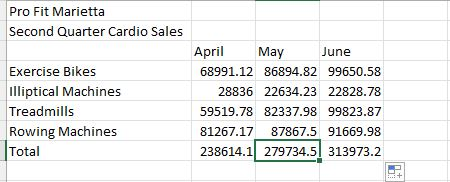 Pro Fit Marietta
Second Quarter Cardio Sales
April May June
Exercise Bikes 68991.12 86894.82 99650.58
Illiptical Machines 28836 22634.23 22828.78
Treadmills 59519.78 82337.98 99823.87
Rowing Machines 81267.17 87867.5 91669.98
Total 238614.1 279734.5 313973.2